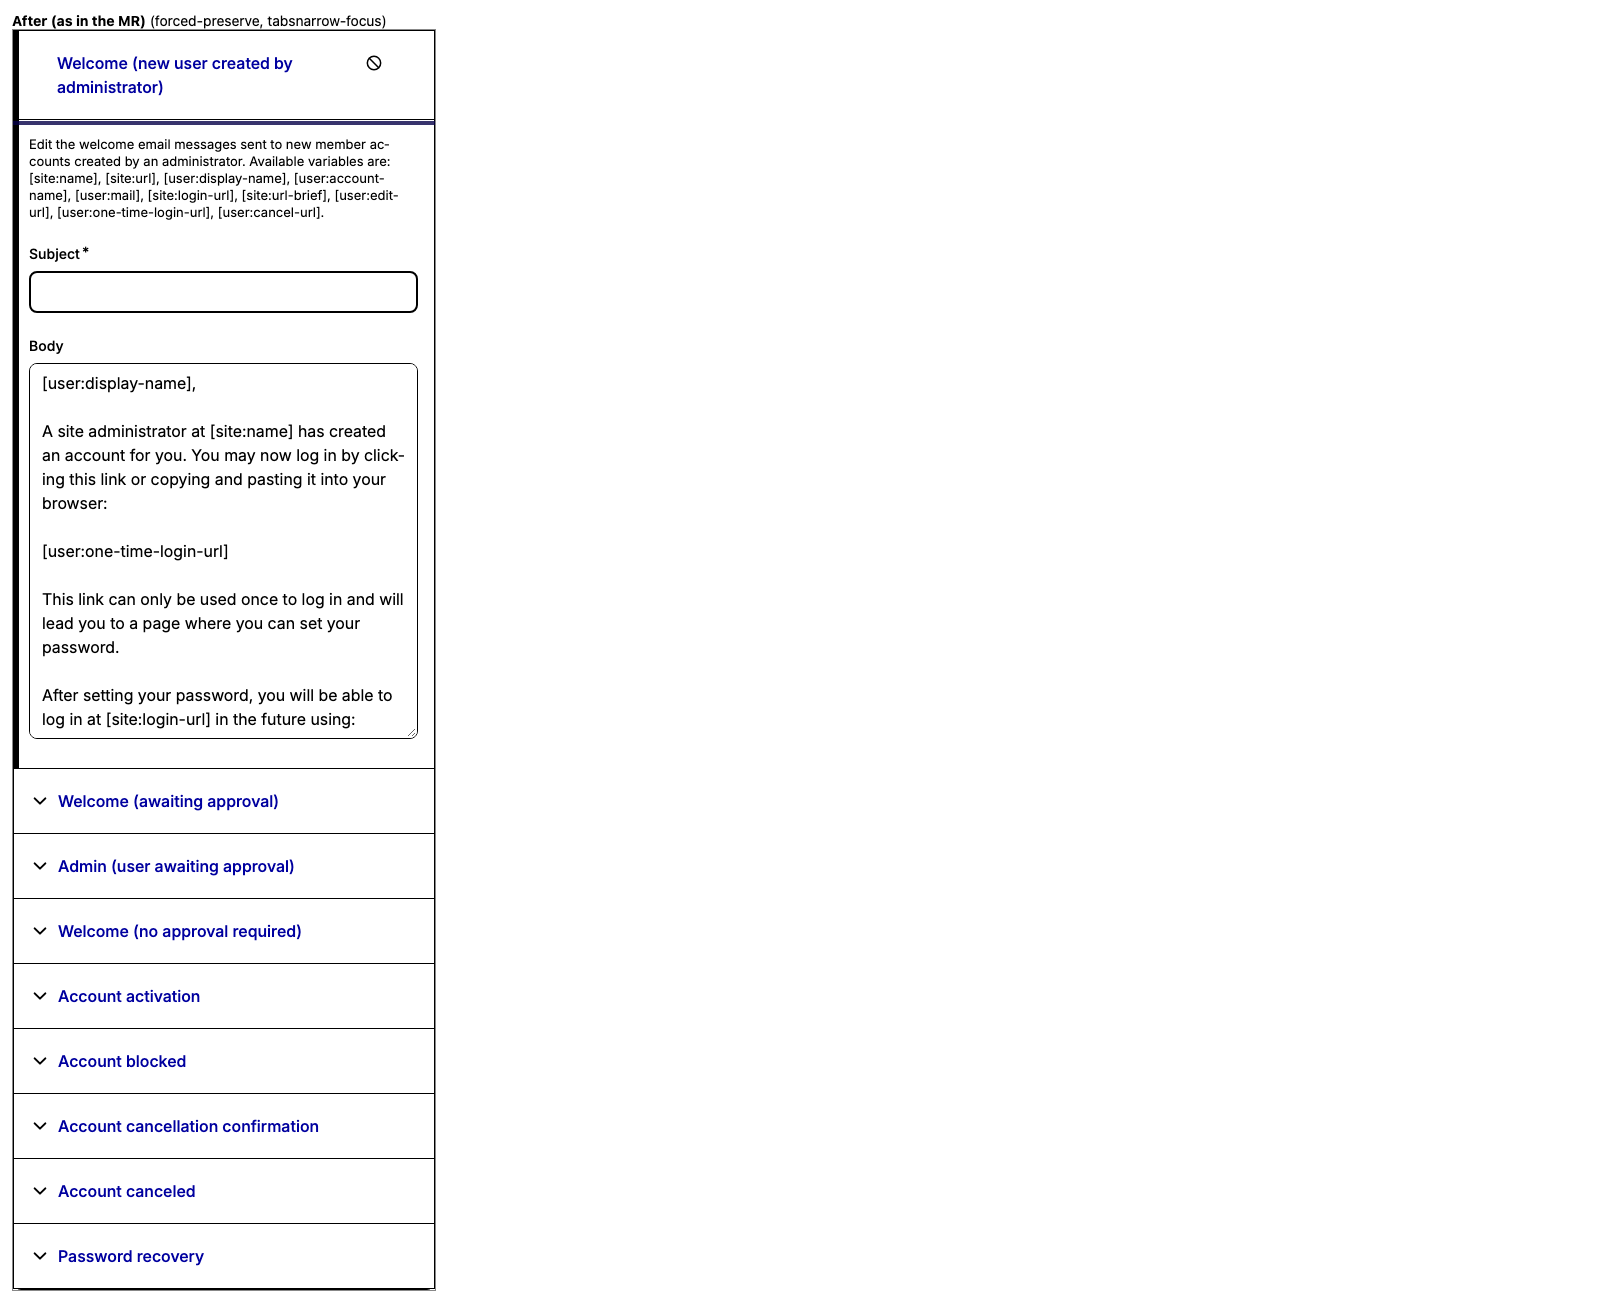 After (as in the MR) (forced-preserve, tabsnarrow-focus)
Welcome (new user created by
administrator)
Edit the welcome email messages sent to new member ac-
counts created by an administrator. Available variables are:
[site:name], [site:url], [user:display-name], [user:account-
name], [user:mail], [site:login-url], [site:url-brief], [user:edit-
url], [user:one-time-login-url], [user:cancel-url].
Subject*
Body
[user:display-name],
A site administrator at [site:name] has created
an account for you. You may now log in by click-
ing this link or copying and pasting it into your
browser:
[user:one-time-login-url]
This link can only be used once to log in and will
lead you to a page where you can set your
password.
After setting your password, you will be able to
log in at [site:login-url] in the future using:
Welcome (awaiting approval)
Admin (user awaiting approval)
Welcome (no approval required)
Account activation
Account blocked
Account cancellation confirmation
Account canceled
Password recovery